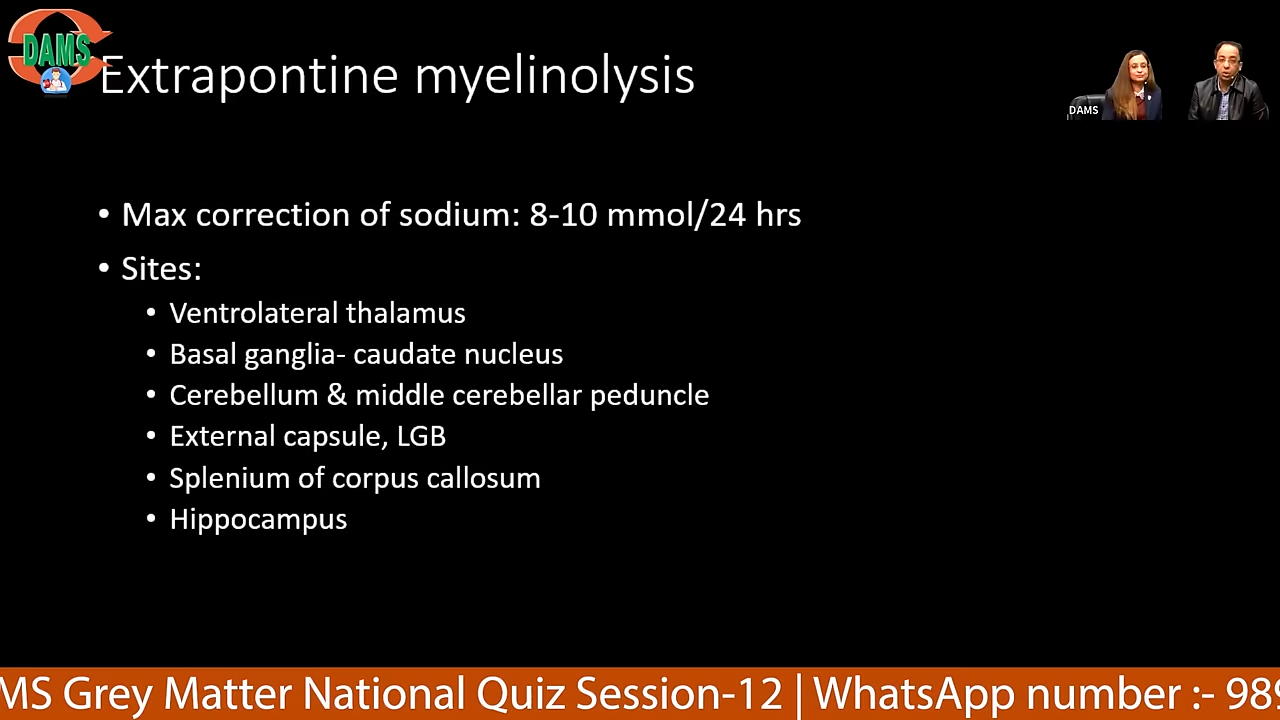 DAMS
Extrapontine myelinolysis
DAMS
• Max correction of sodium: 8-10 mmol/24 hrs
• Sites:
• Ventrolateral thalamus
• Basal ganglia- caudate nucleus
• Cerebellum & middle cerebellar peduncle
• External capsule, LGB
• Splenium of corpus callosum
• Hippocampus
MS Grey Matter National Quiz Session-12 | WhatsApp number :- 989